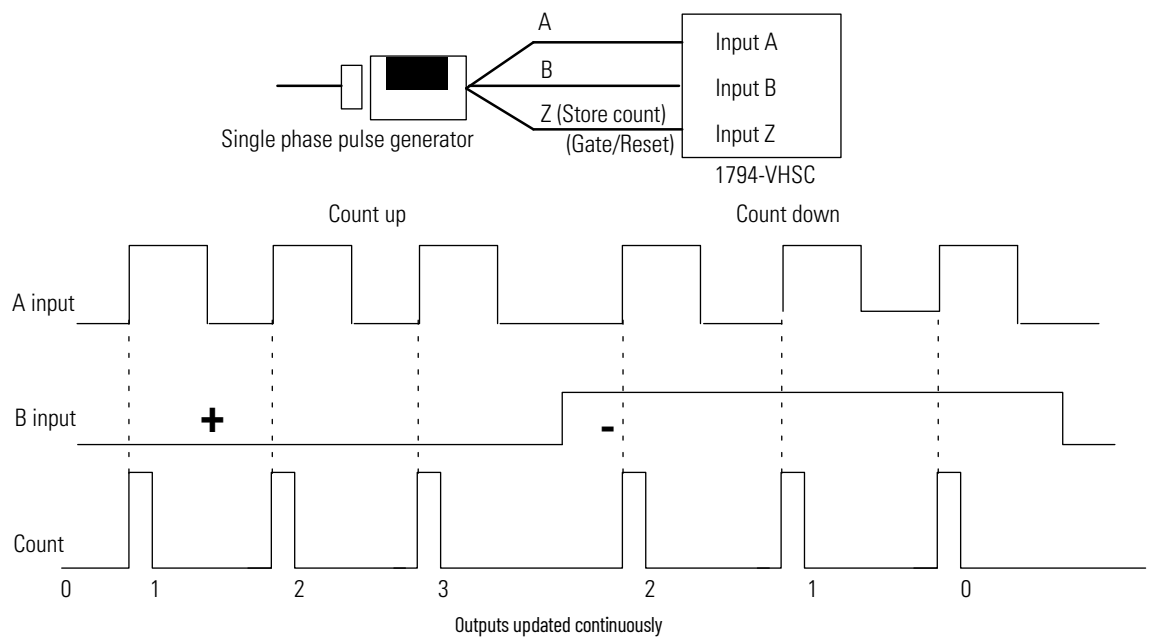 A
Input A
B
Input B
Z (Store count)
Single phase pulse generator
(Gate/Reset)
Input Z
1794-VHSC
Count up
Count down
A input
B input
+
-
Count
0
1
2
3
2
1
0
Outputs updated continuously